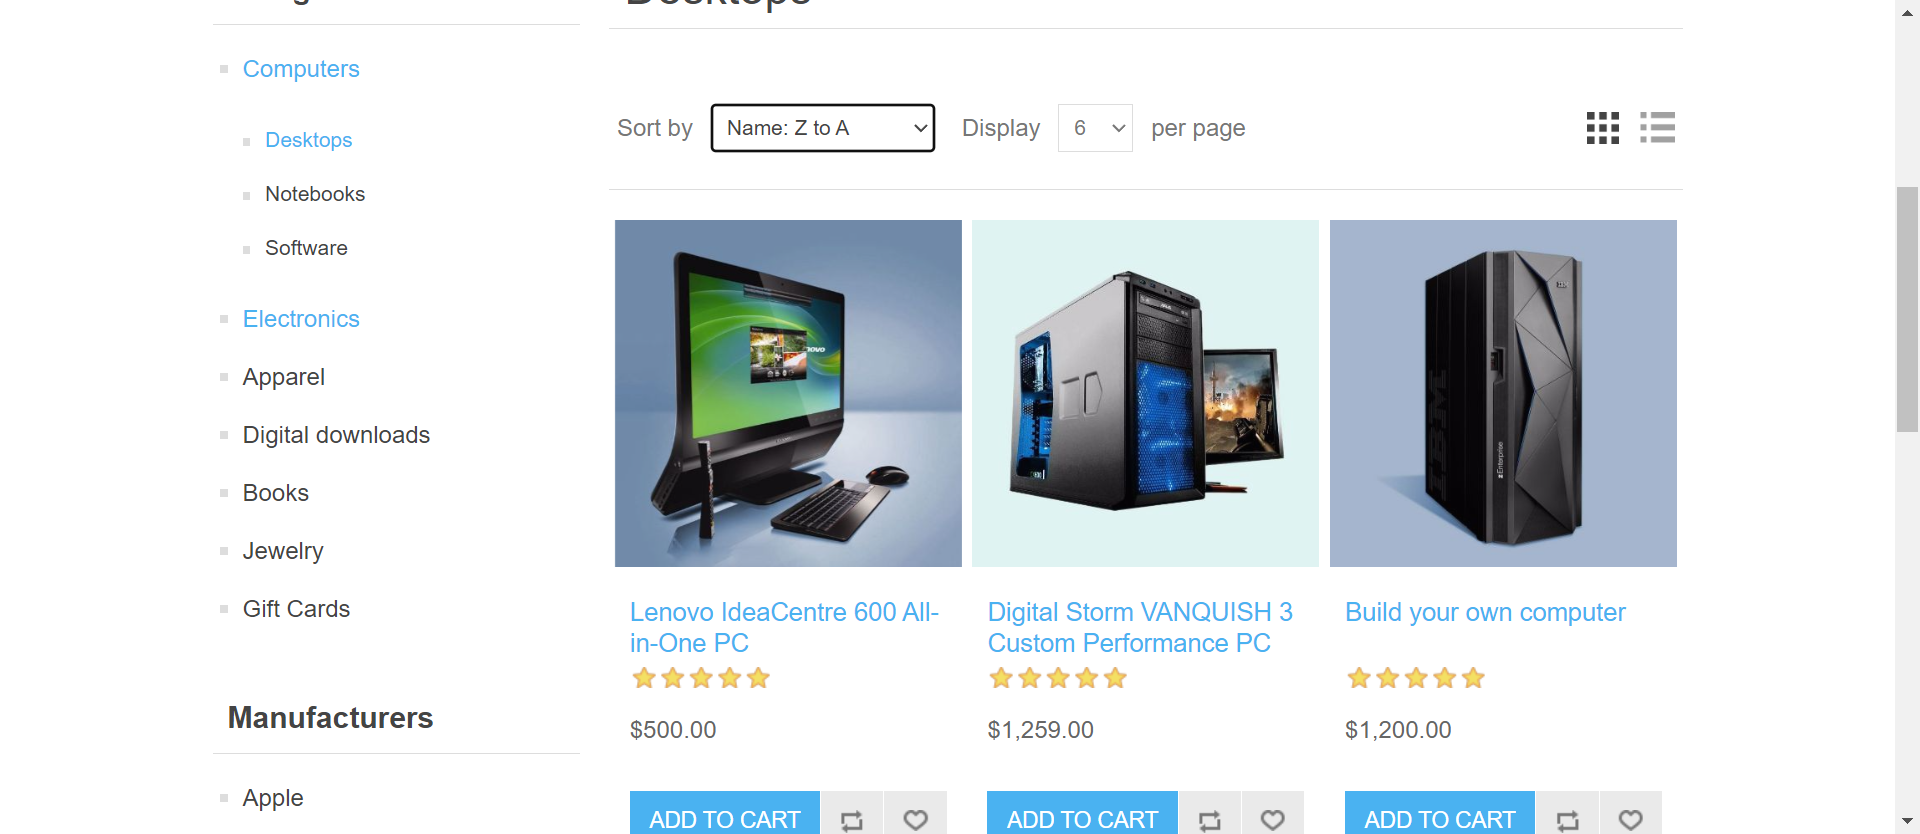 Desktops
Computers
Desktops
Notebooks
Software
Electronics
Apparel
Digital downloads
Books
Jewelry
Gift Cards
Manufacturers
Apple
Sort by Name: Z to A Display 6 per page
Lenovo IdeaCentre 600 All-
in-One PC
$500.00
ADD TO CART
Digital Storm VANQUISH 3
Custom Performance PC
$1,259.00
ADD TO CART
IBM
Enterprise
Build your own computer
$1,200.00
ADD TO CART